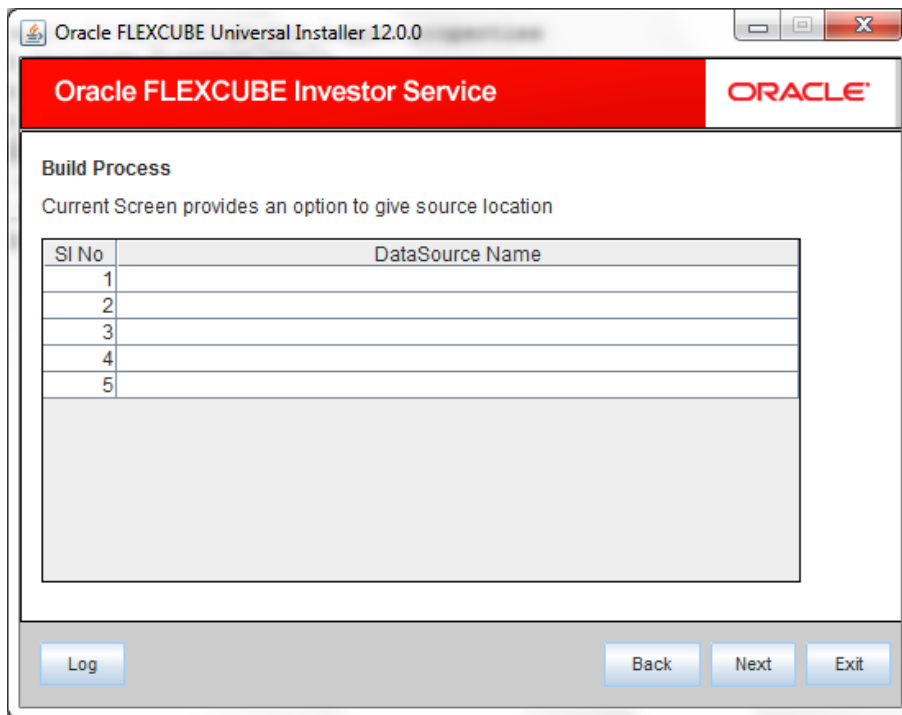 Oracle FLEXCUBE Universal Installer 12.0.0
Oracle FLEXCUBE Investor Service
ORACLE
Build Process
Current Screen provides an option to give source location
SI No DataSource Name
1
2
3
4
5
Log Back Next Exit